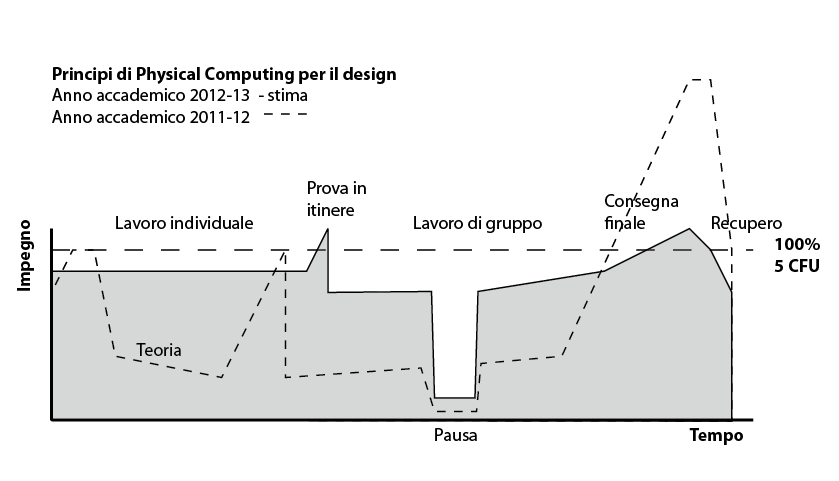 Principi di Physical Computing per il design
Anno accademico 2012-13 - stima
Anno accademico 2011-12
Prova in
itinere
Lavoro individuale
Lavoro di gruppo
Consegna
finale
Recupero
100%
5 CFU
Impegno
Teoria
Pausa
Tempo